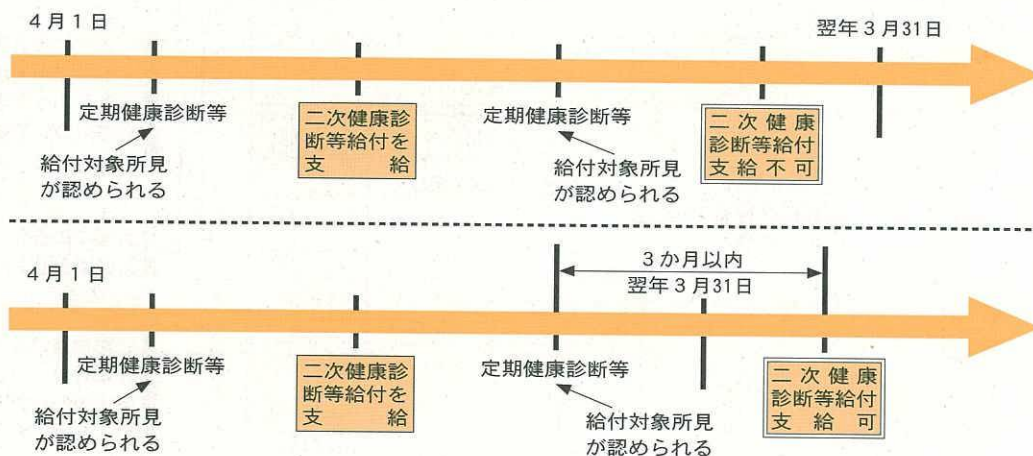 4月1日
翌年3月31日
定期健康診断等
給付対象所見
が認められる
二次健康診
断等給付を
支給
定期健康診断等
給付対象所見
が認められる
二次健康
診断等給付
支給不可
3か月以内
4月1日
翌年3月31日
定期健康診断等
給付対象所見
が認められる
二次健康診
断等給付を
支給
定期健康診断等
給付対象所見
が認められる
二次健康
診断等給付
支給可